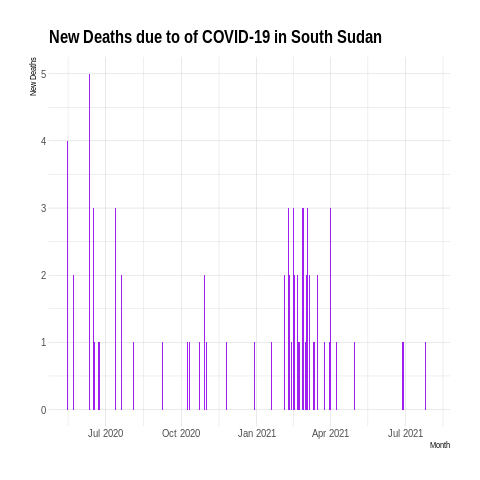 New Deaths due to of COVID-19 in South Sudan
New Deaths
5
4
3
2
1
0
Jul 2020 Oct 2020 Jan 2021 Apr 2021 Jul 2021
Month